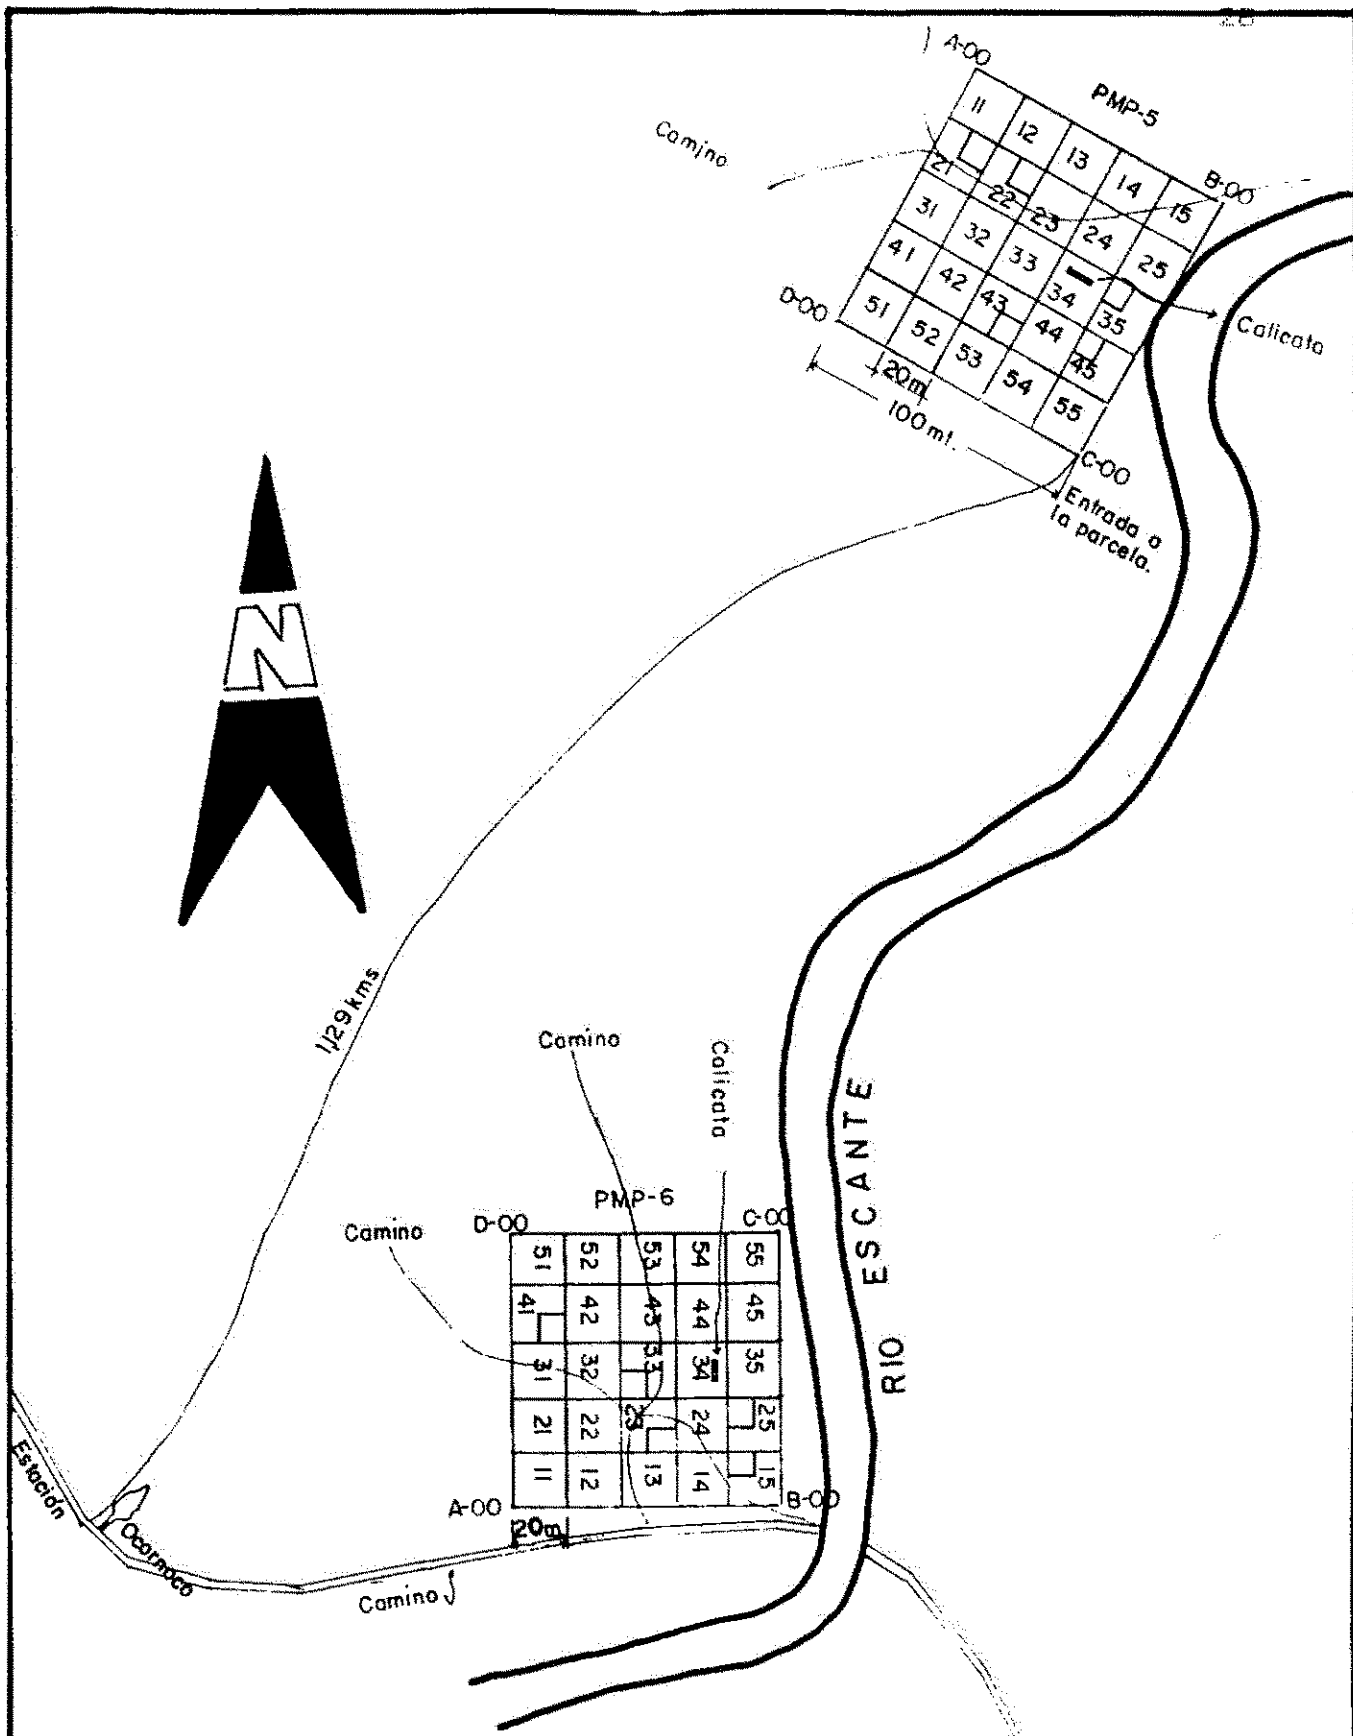 28
A-00
PMP-5
Camino
B-00
11 12 13 14 15
21 22 23 24 25
31 32 33 34 35
41 42 43 44 45
51 52 53 54 55
D-00
Calicata
20m
100 mt.
C-00
Entrada a
la parcela.
N
1,129 kms
Camino
Calicata
RIO ESCANTE
PMP-6
D-00
C-00
Camino
51 52 53 54 55
41 42 43 44 45
31 32 33 34 35
21 22 23 24 25
11 12 13 14 15
A-00
B-00
20m
Estación
Ocarnoco
Camino